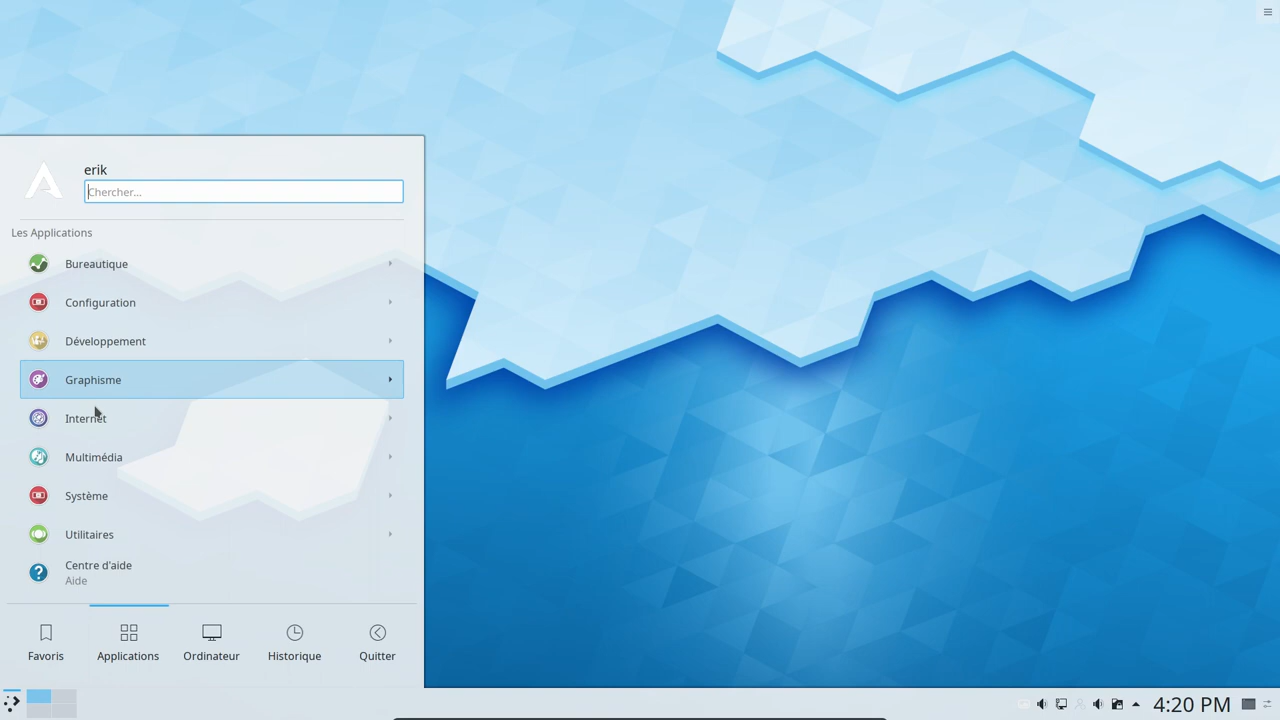 erik
Chercher...
Les Applications
Bureautique
Configuration
Développement
Graphisme
Internet
Multimédia
Système
Utilitaires
Centre d'aide
Aide
Favoris
Applications
Ordinateur
Historique
Quitter
4:20 PM